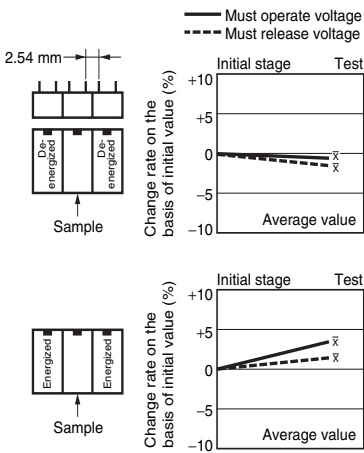 Must operate voltage
Must release voltage
2.54 mm
De-
energized
De-
energized
Sample
Change rate on the
basis of initial value (%)
Initial stage
Test
+10
+5
0
−5
−10
x̄
x̄
Average value
Energized
Energized
Sample
Change rate on the
basis of initial value (%)
Initial stage
Test
+10
+5
0
−5
−10
x̄
x̄
Average value